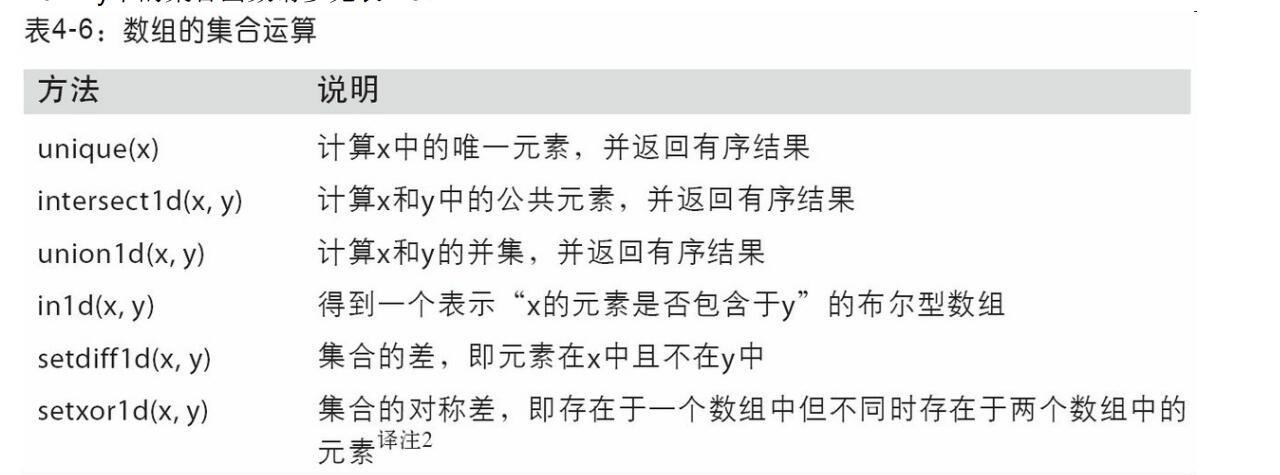 表4-6：数组的集合运算
方法 说明
unique(x) 计算x中的唯一元素，并返回有序结果
intersect1d(x, y) 计算x和y中的公共元素，并返回有序结果
union1d(x, y) 计算x和y的并集，并返回有序结果
in1d(x, y) 得到一个表示“x的元素是否包含于y”的布尔型数组
setdiff1d(x, y) 集合的差，即元素在x中且不在y中
setxor1d(x, y) 集合的对称差，即存在于一个数组中但不同时存在于两个数组中的
元素译注2